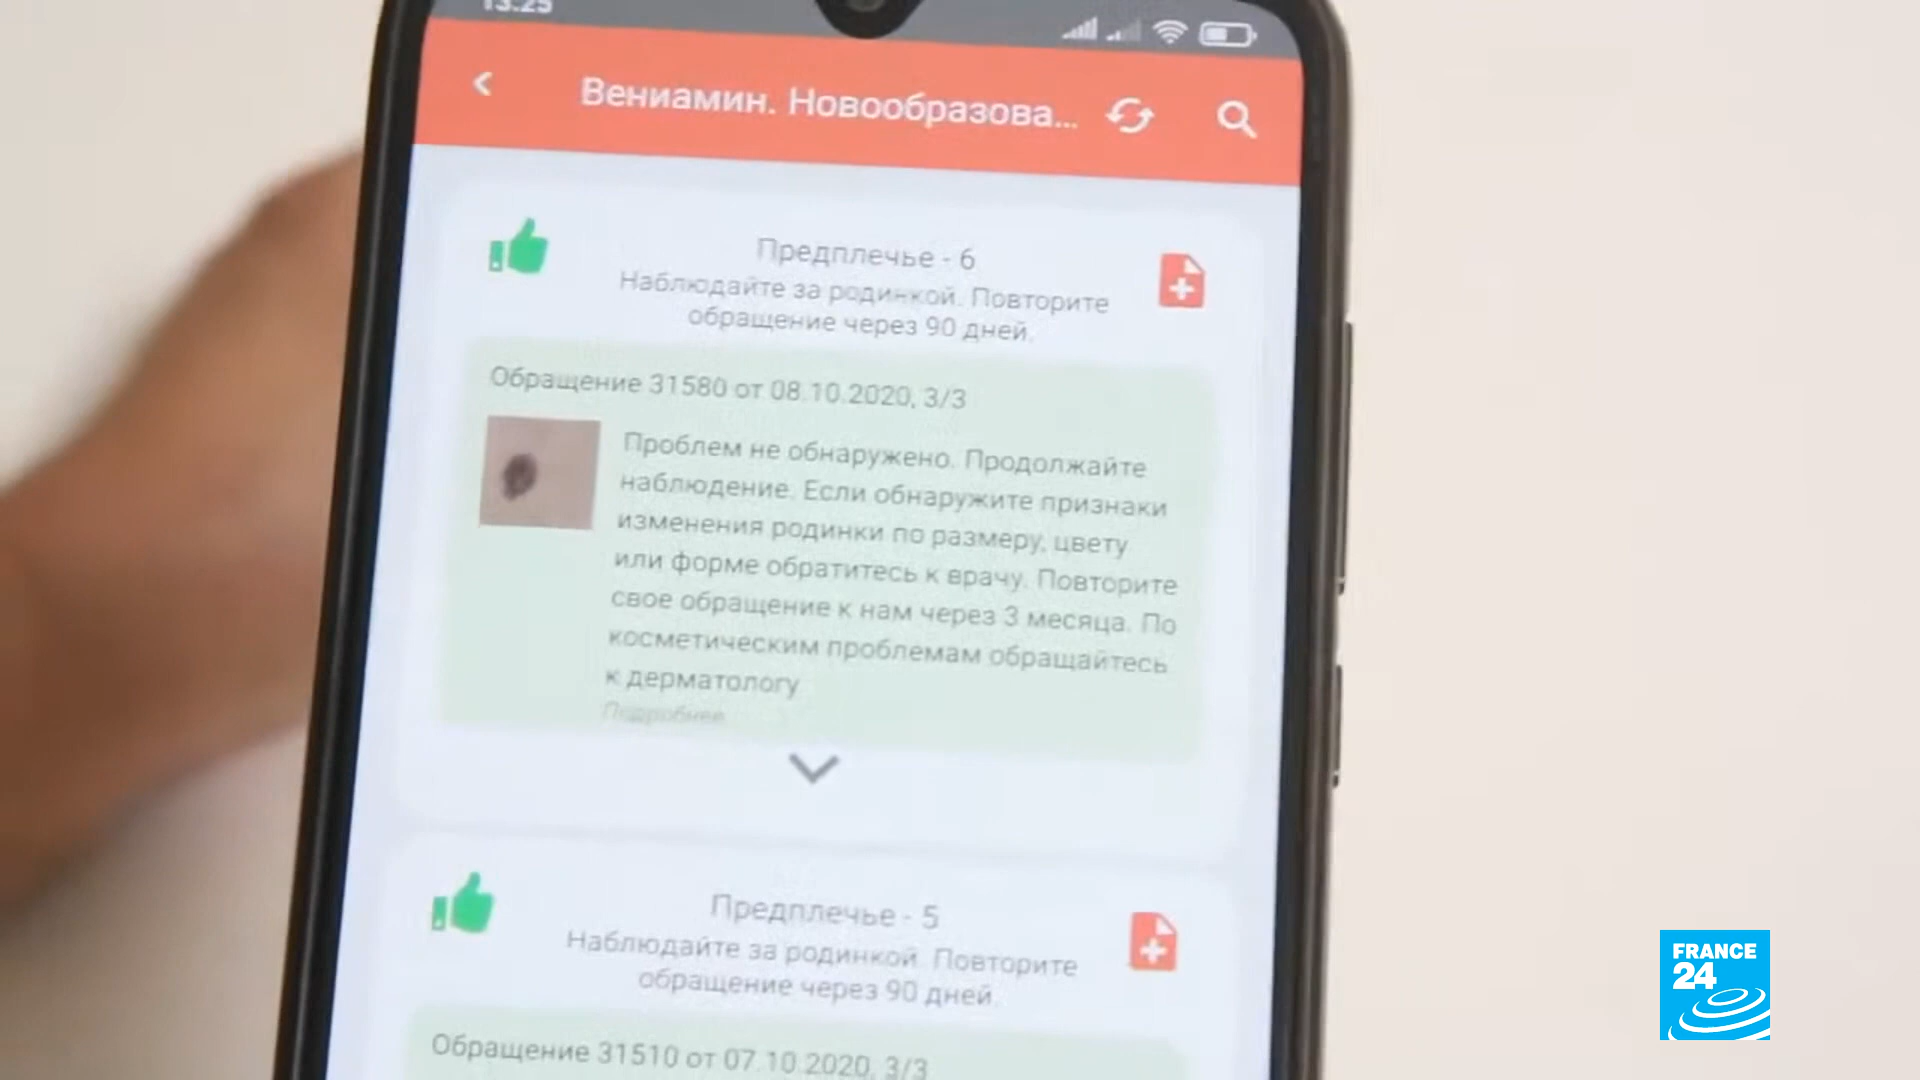 13:25
Вениамин. Новообразова...
Предплечье - 6
Наблюдайте за родинкой. Повторите
обращение через 90 дней.
Обращение 31580 от 08.10.2020, 3/3
Проблем не обнаружено. Продолжайте
наблюдение. Если обнаружите признаки
изменения родинки по размеру, цвету
или форме обратитесь к врачу. Повторите
свое обращение к нам через 3 месяца. По
косметическим проблемам обращайтесь
к дерматологу
Подробнее
Предплечье - 5
Наблюдайте за родинкой. Повторите
обращение через 90 дней.
Обращение 31510 от 07.10.2020, 3/3
FRANCE
24